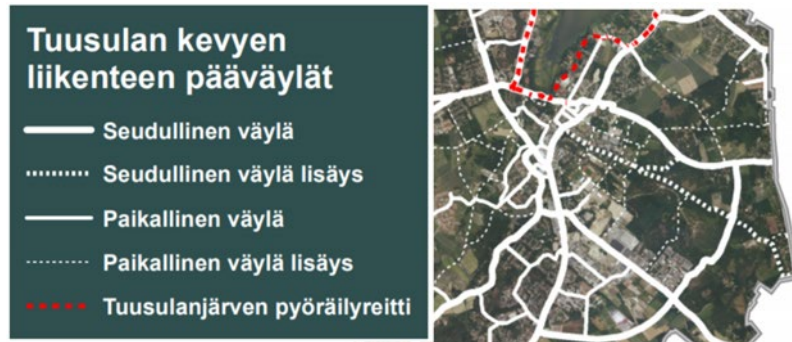 Tuusulan kevyen
liikenteen pääväylät
Seudullinen väylä
Seudullinen väylä lisäys
Paikallinen väylä
Paikallinen väylä lisäys
Tuusulanjärven pyöräilyreitti